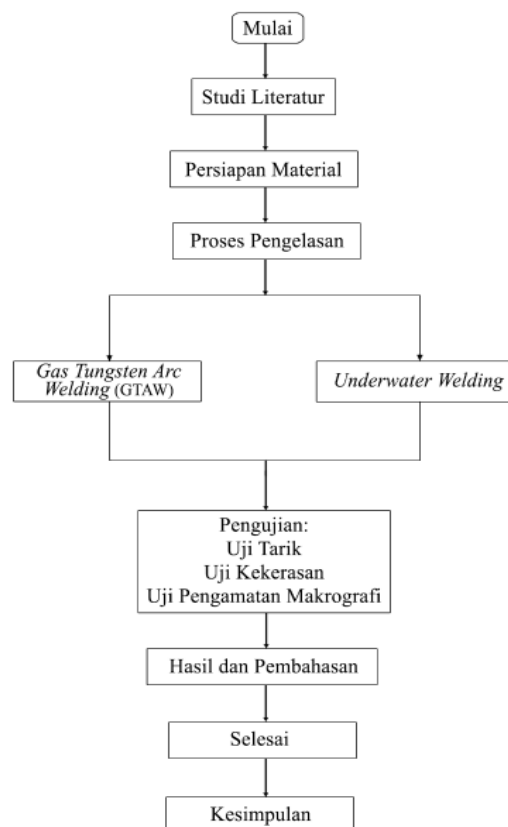 Mulai
Studi Literatur
Persiapan Material
Proses Pengelasan
Gas Tungsten Arc
Welding (GTAW)
Underwater Welding
Pengujian:
Uji Tarik
Uji Kekerasan
Uji Pengamatan Makrografi
Hasil dan Pembahasan
Selesai
Kesimpulan